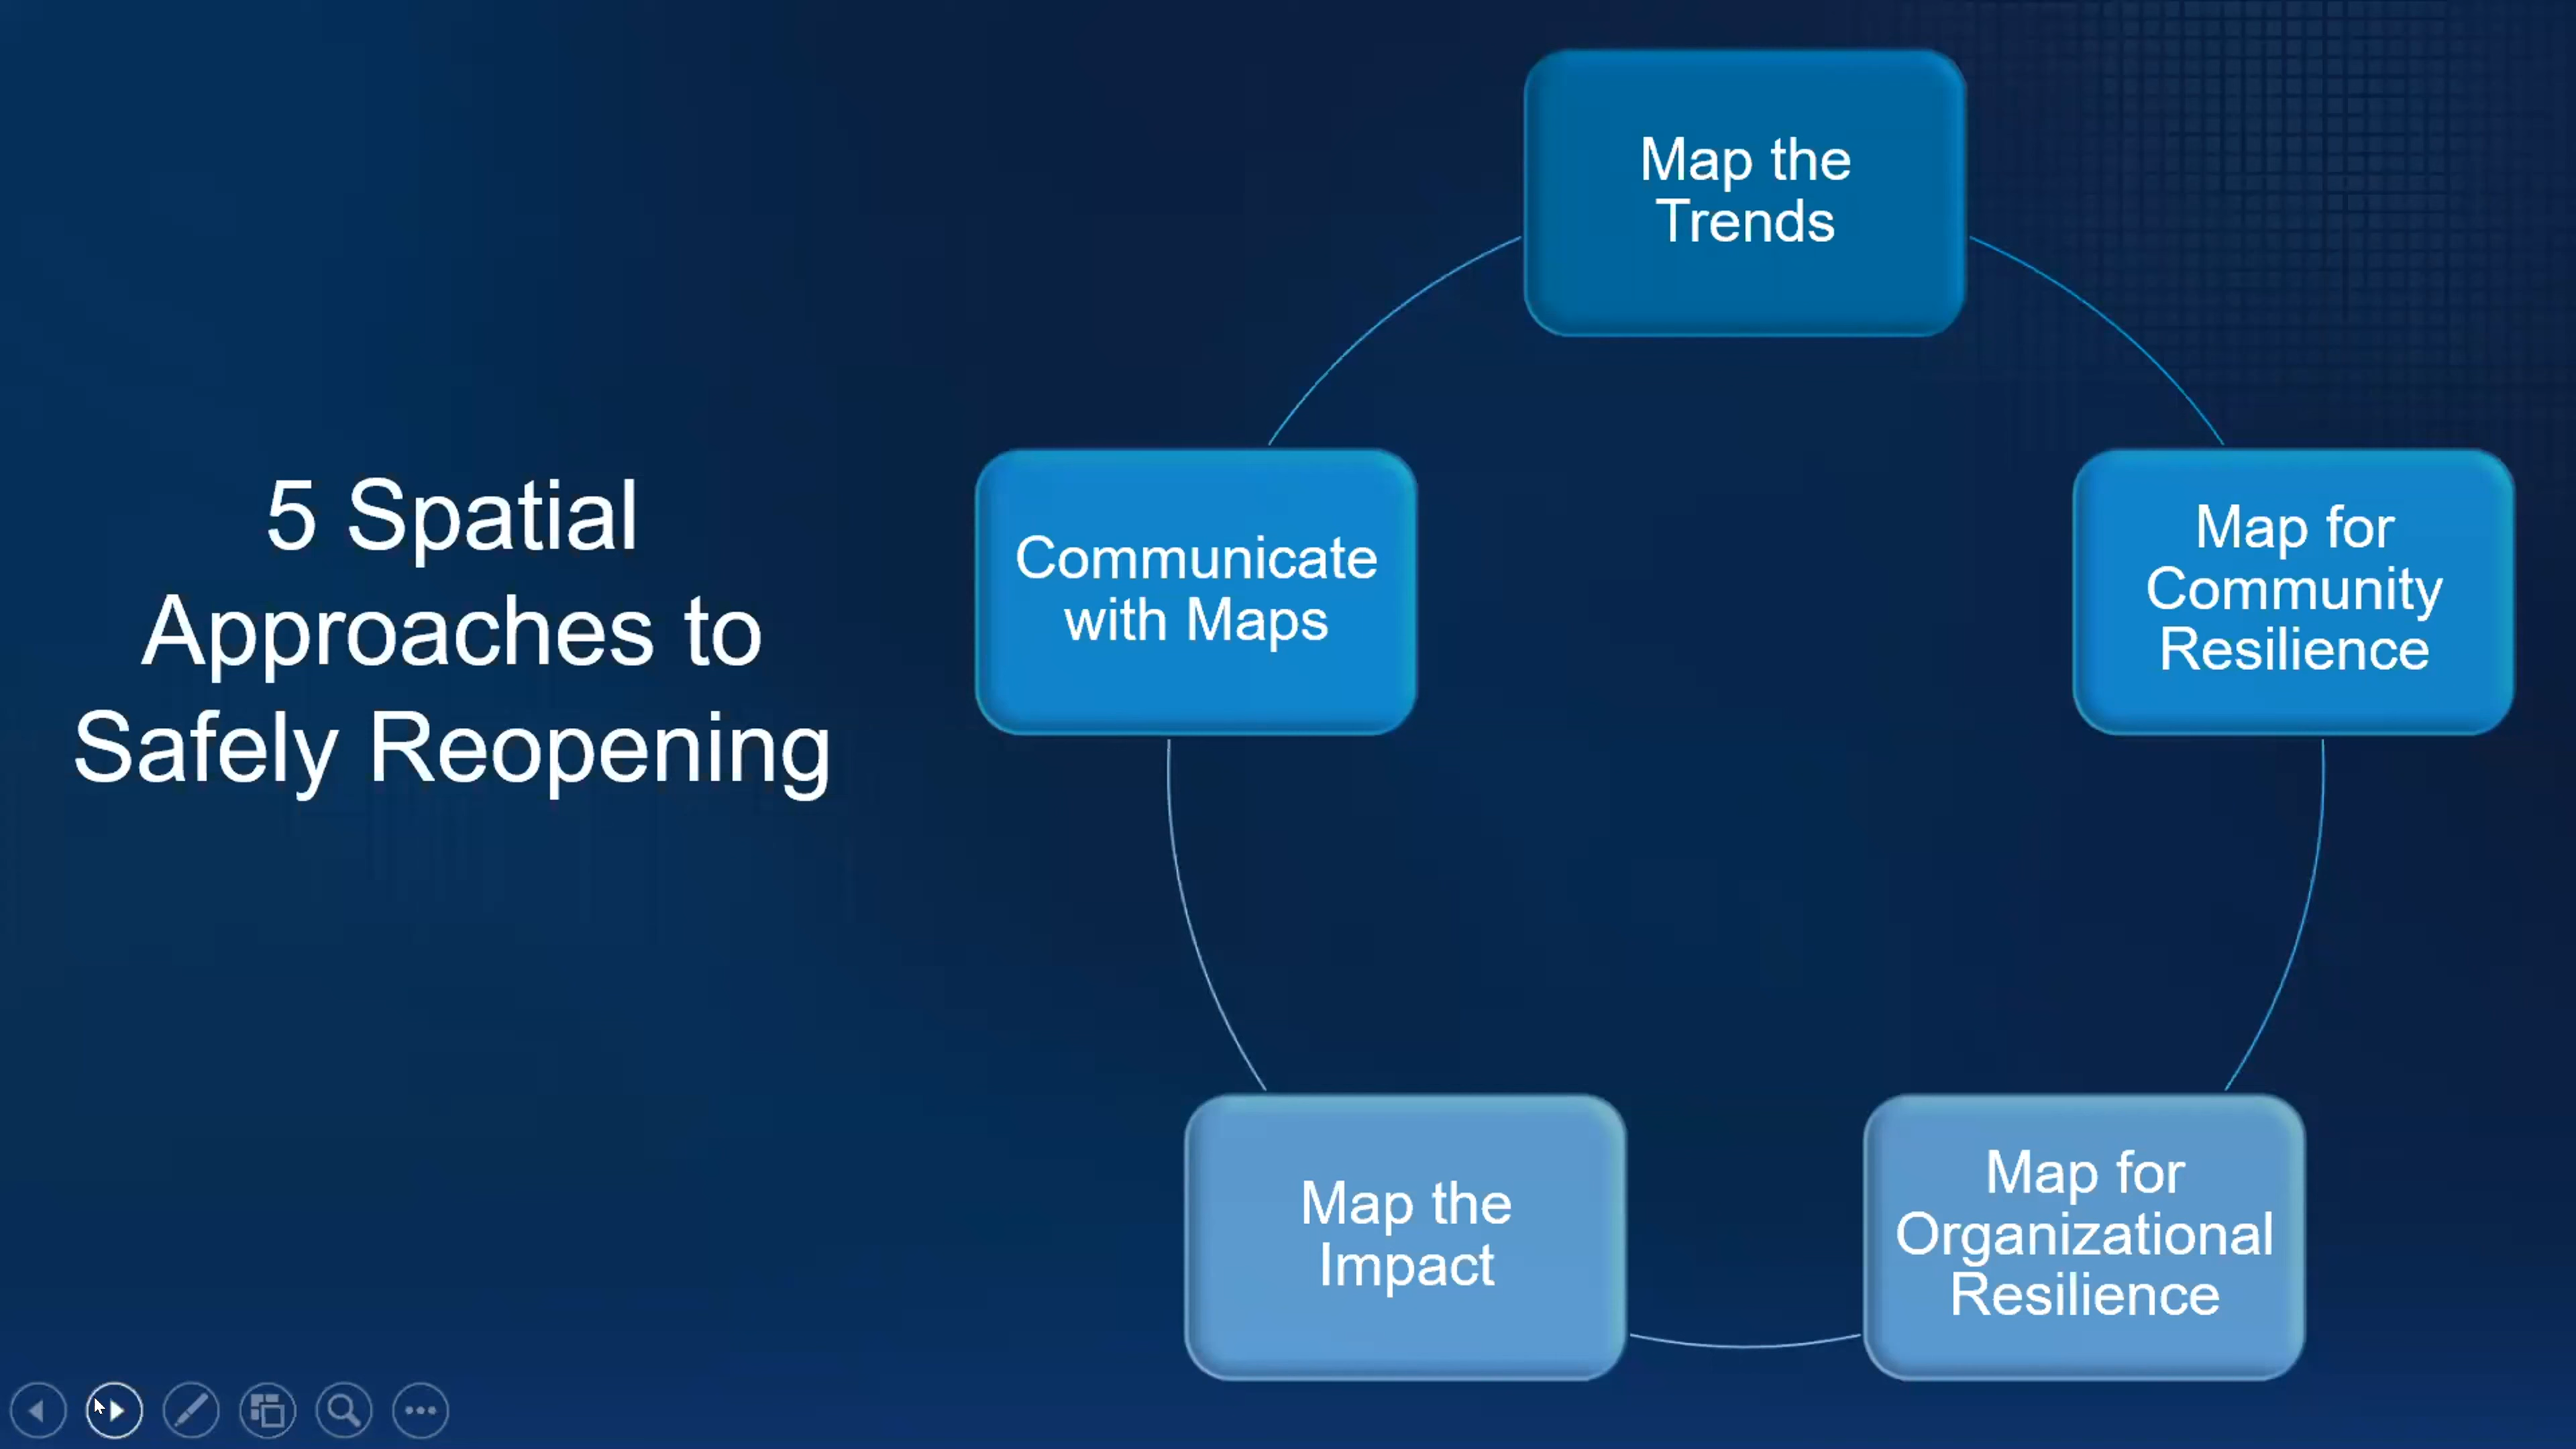 5 Spatial
Approaches to
Safely Reopening
Map the
Trends
Map for
Community
Resilience
Map for
Organizational
Resilience
Map the
Impact
Communicate
with Maps